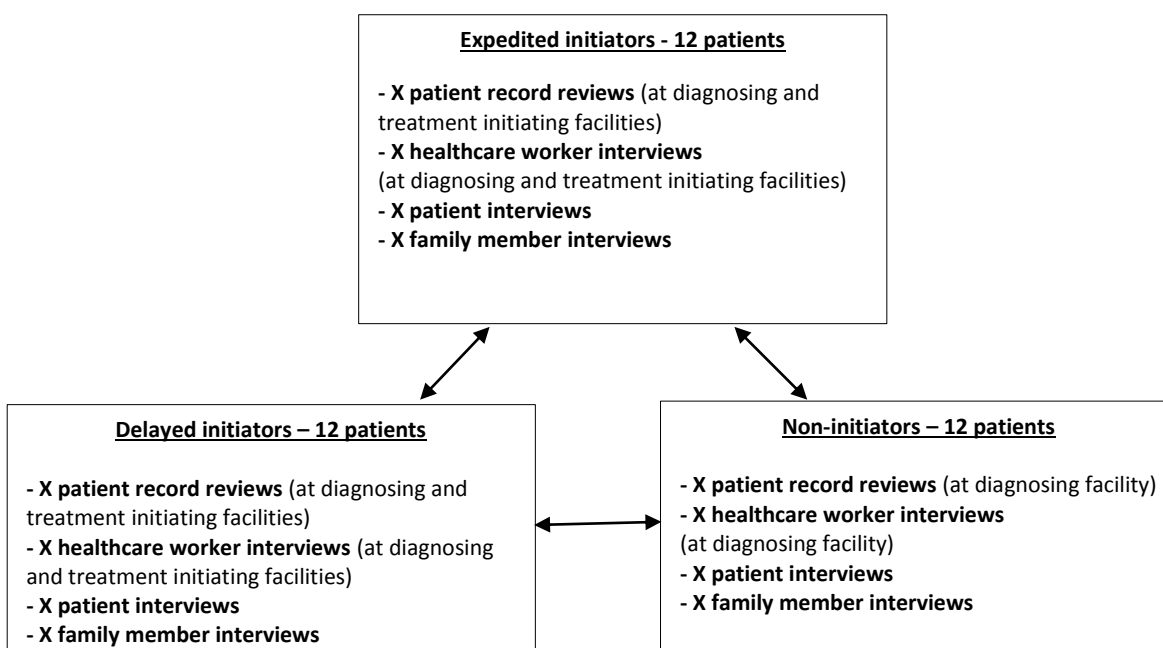 Expedited initiators - 12 patients
- X patient record reviews (at diagnosing and
treatment initiating facilities)
- X healthcare worker interviews
(at diagnosing and treatment initiating facilities)
- X patient interviews
- X family member interviews
Delayed initiators – 12 patients
- X patient record reviews (at diagnosing and
treatment initiating facilities)
- X healthcare worker interviews (at diagnosing
and treatment initiating facilities)
- X patient interviews
- X family member interviews
Non-initiators – 12 patients
- X patient record reviews (at diagnosing facility)
- X healthcare worker interviews
(at diagnosing facility)
- X patient interviews
- X family member interviews